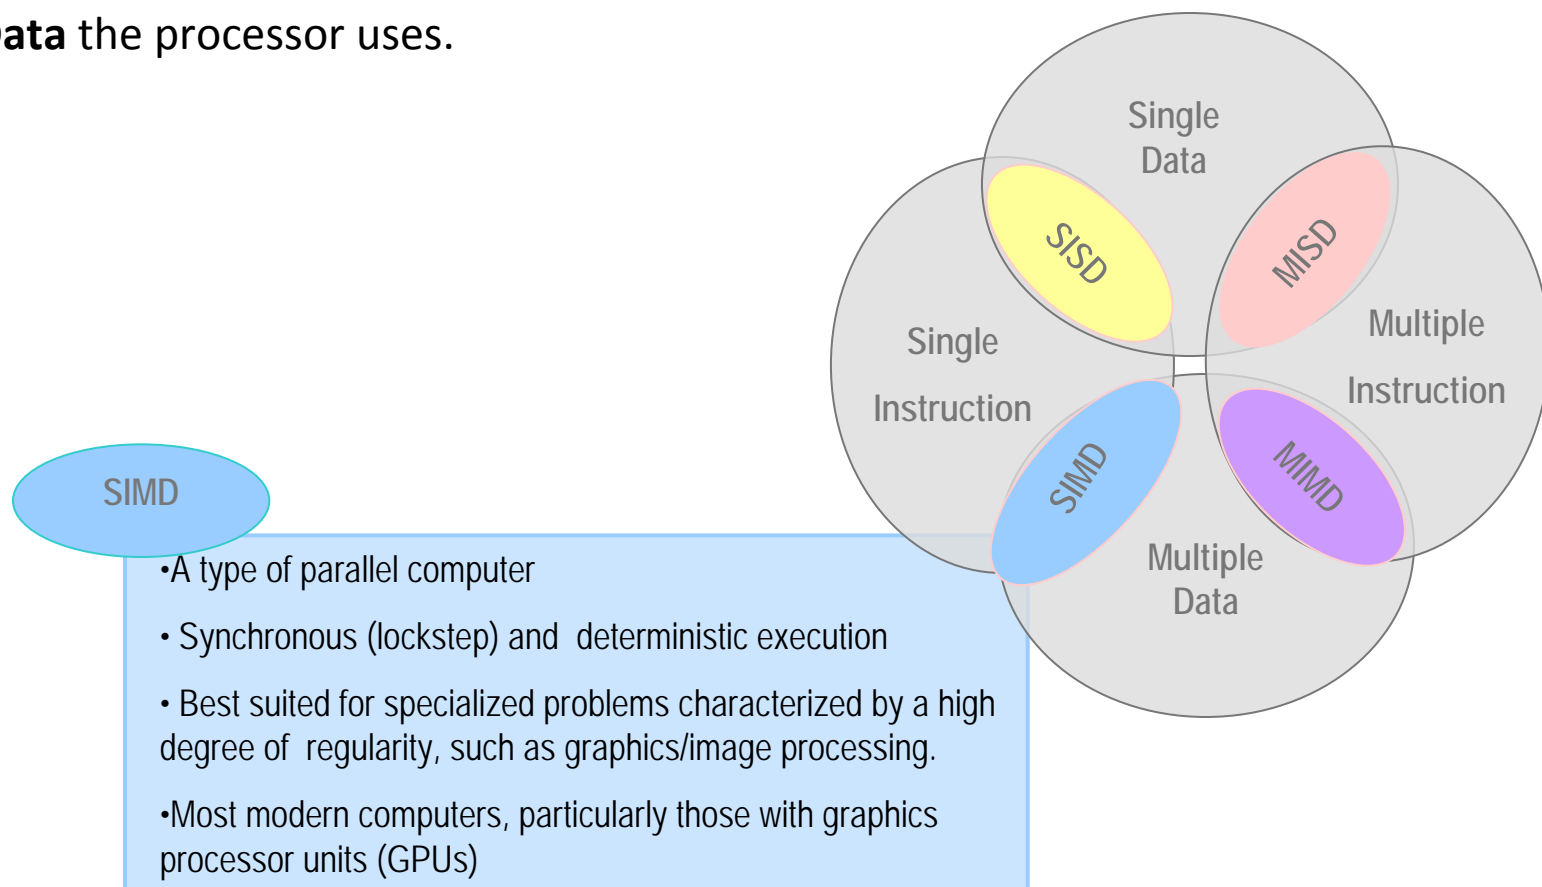 ata the processor uses.
Single
Data
SISD
MISD
Single
Instruction
Multiple
Instruction
SIMD
MIMD
Multiple
Data
SIMD
•A type of parallel computer
• Synchronous (lockstep) and  deterministic execution
• Best suited for specialized problems characterized by a high
degree of  regularity, such as graphics/image processing.
•Most modern computers, particularly those with graphics
processor units (GPUs)